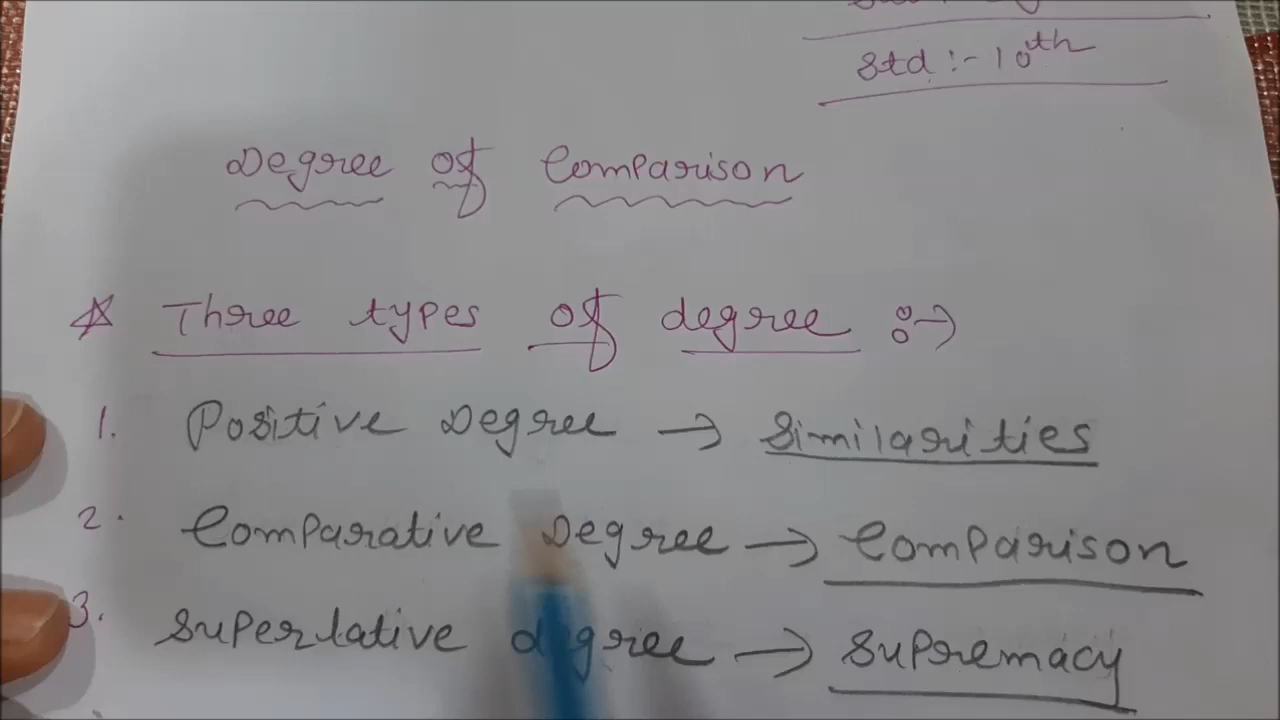 Std :- 10th
Degree of Comparison
☆ Three types of degree :→
1. Positive Degree → Similarities
2. Comparative Degree → Comparison
3. Superlative degree → Supremacy